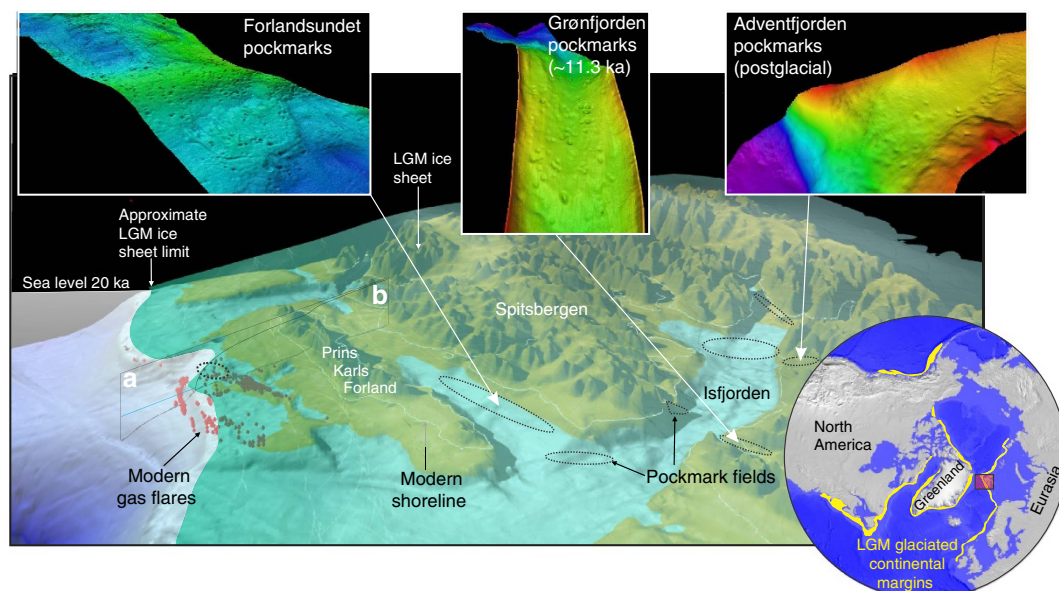 Forlandsundet
pockmarks
Grønfjorden
pockmarks
(~11.3 ka)
Adventfjorden
pockmarks
(postglacial)
LGM ice
sheet
Approximate
LGM ice
sheet limit
Sea level 20 ka
b
Spitsbergen
a
Prins
Karls
Forland
Isfjorden
Modern
gas flares
Modern
shoreline
Pockmark fields
North
America
Greenland
Eurasia
LGM glaciated
continental
margins